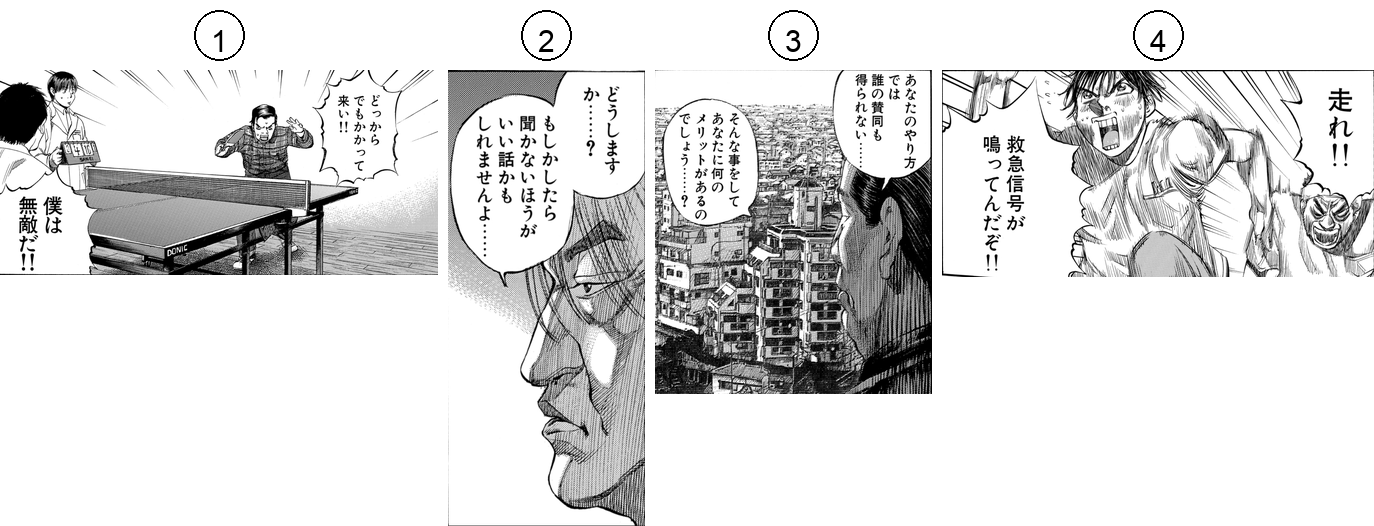 1
どっから
でもかかって
来い!!
僕は
無敵だ!!
DONIC
2
どうします
か………?
もしかしたら
聞かないほうが
いい話かも
しれませんよ……
3
あなたのやり方
では
誰の賛同も
得られない……
そんな事をして
あなたに何の
メリットがあるの
でしょう……?
4
走れ!!
救急信号が
鳴ってんだぞ!!